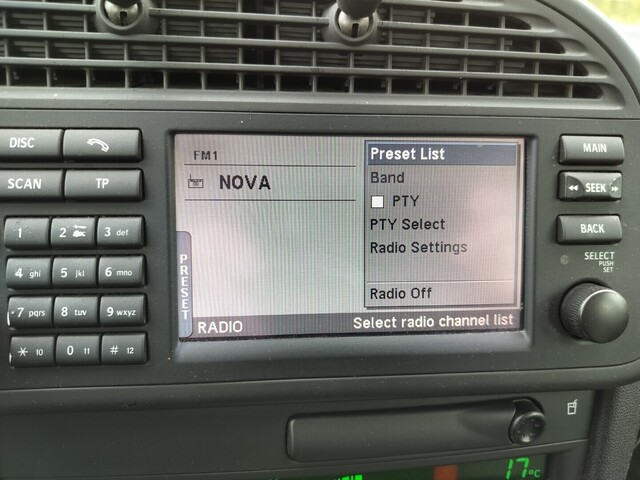 DISC
SCAN
TP
1
2
3 def
4 ghi
5 jkl
6 mno
7 pqrs
8 tuv
9 wxyz
* 10
0 11
# 12
FM1
NOVA
PRESET
RADIO
Preset List
Band
PTY
PTY Select
Radio Settings
Radio Off
Select radio channel list
MAIN
SEEK
BACK
SELECT
PUSH
SET
17°C